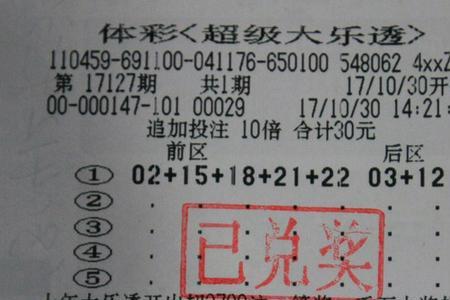 体彩<超级大乐透>
110459-691100-041176-650100 548062 4xxZ
第 17127期 共1期 17/10/30开
00-000147-101 00029 17/10/30 14:21:
追加投注 10倍 合计30元
前区 后区
① 02+15+18+21+22 03+12
②
③
④
⑤
已兑奖